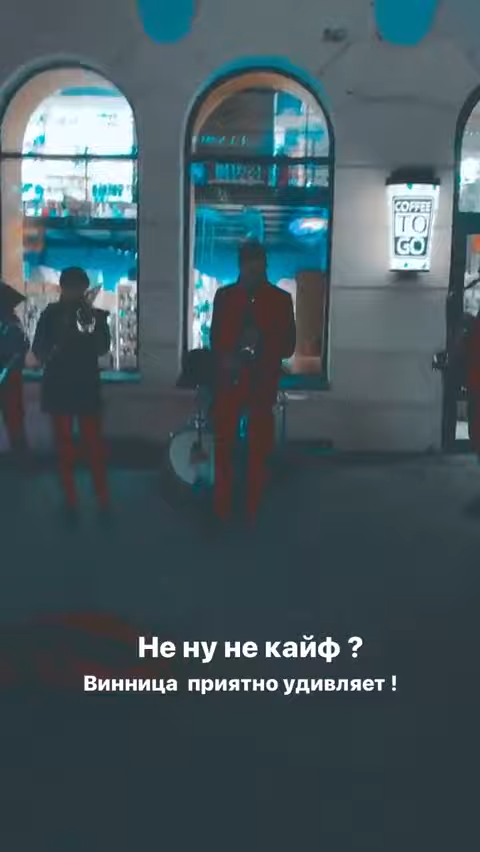 COFFEE
TO
GO
Не ну не кайф ?
Винница приятно удивляет !